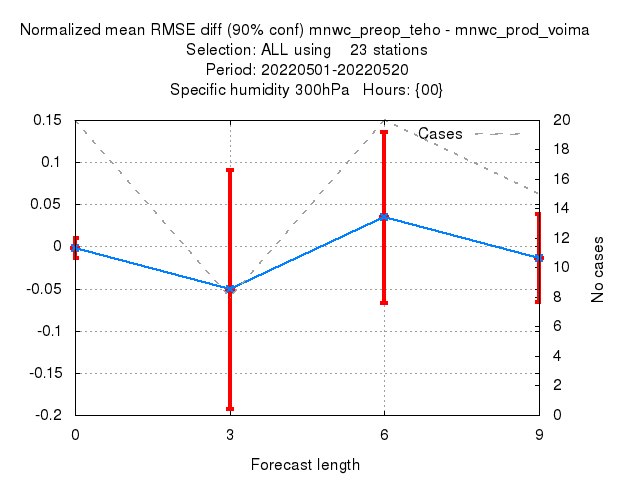 Normalized mean RMSE diff (90% conf) mnwc_preop_teho - mnwc_prod_voima
Selection: ALL using    23 stations
Period: 20220501-20220520
Specific humidity 300hPa   Hours: {00}
Cases
0.15
0.1
0.05
0
-0.05
-0.1
-0.15
-0.2
20
18
16
14
12
10
8
6
4
2
0
No cases
0 3 6 9
Forecast length